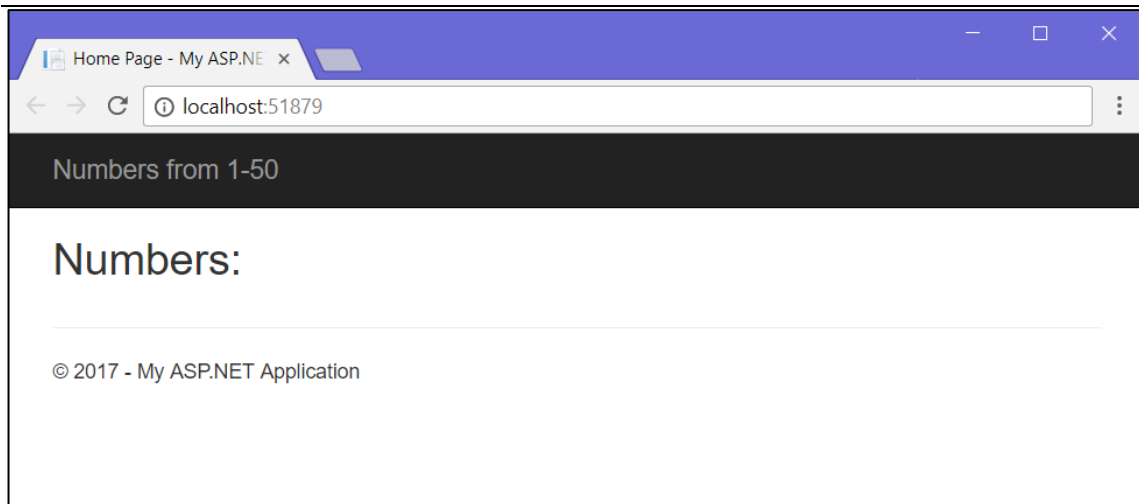 Home Page - My ASP.NE
localhost:51879
Numbers from 1-50
Numbers:
© 2017 - My ASP.NET Application